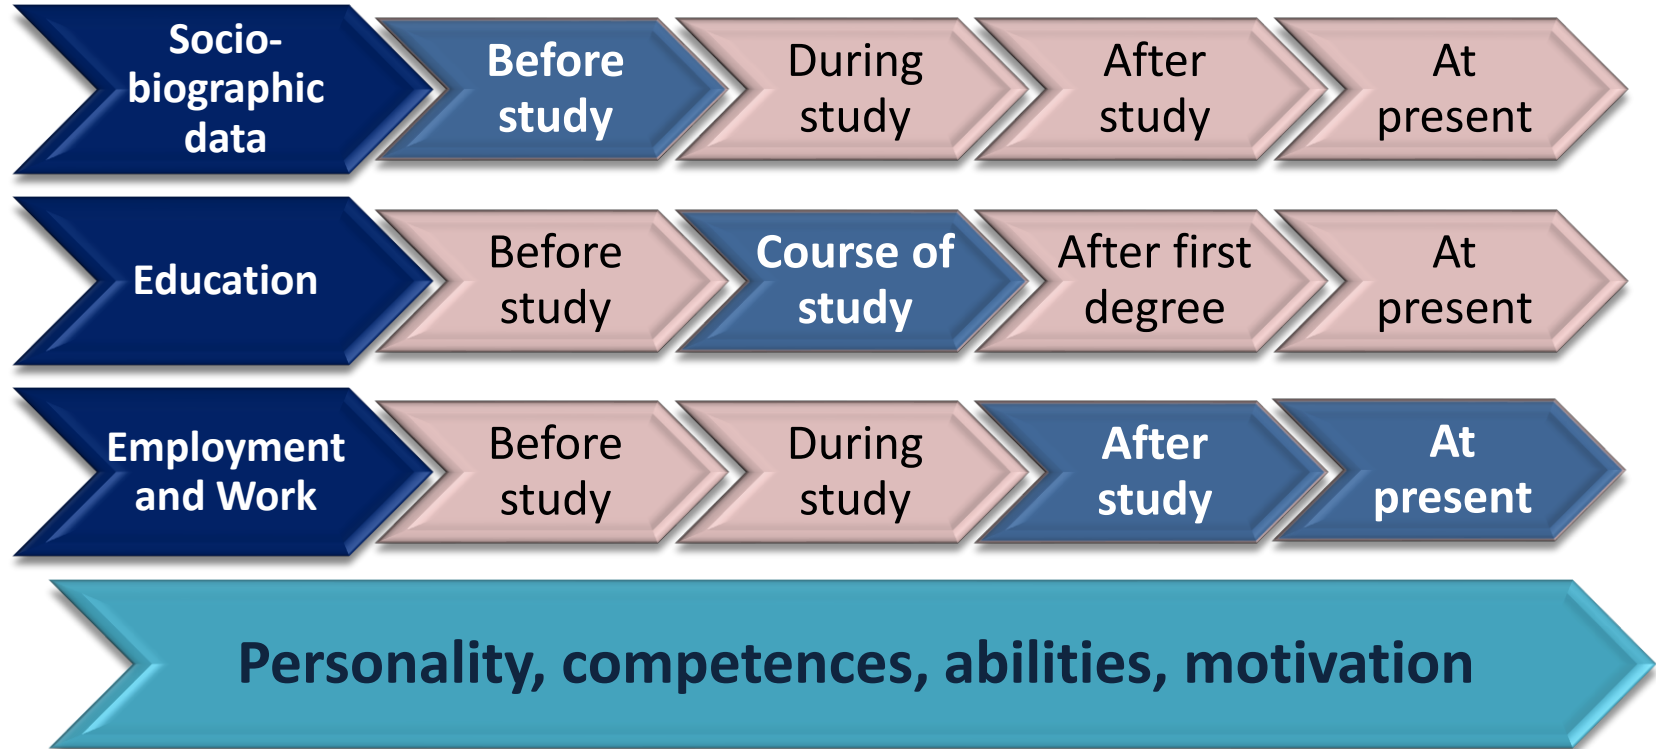 Socio-
biographic
data
Before
study
During
study
After
study
At
present
Education
Before
study
Course of
study
After first
degree
At
present
Employment
and Work
Before
study
During
study
After
study
At
present
Personality, competences, abilities, motivation